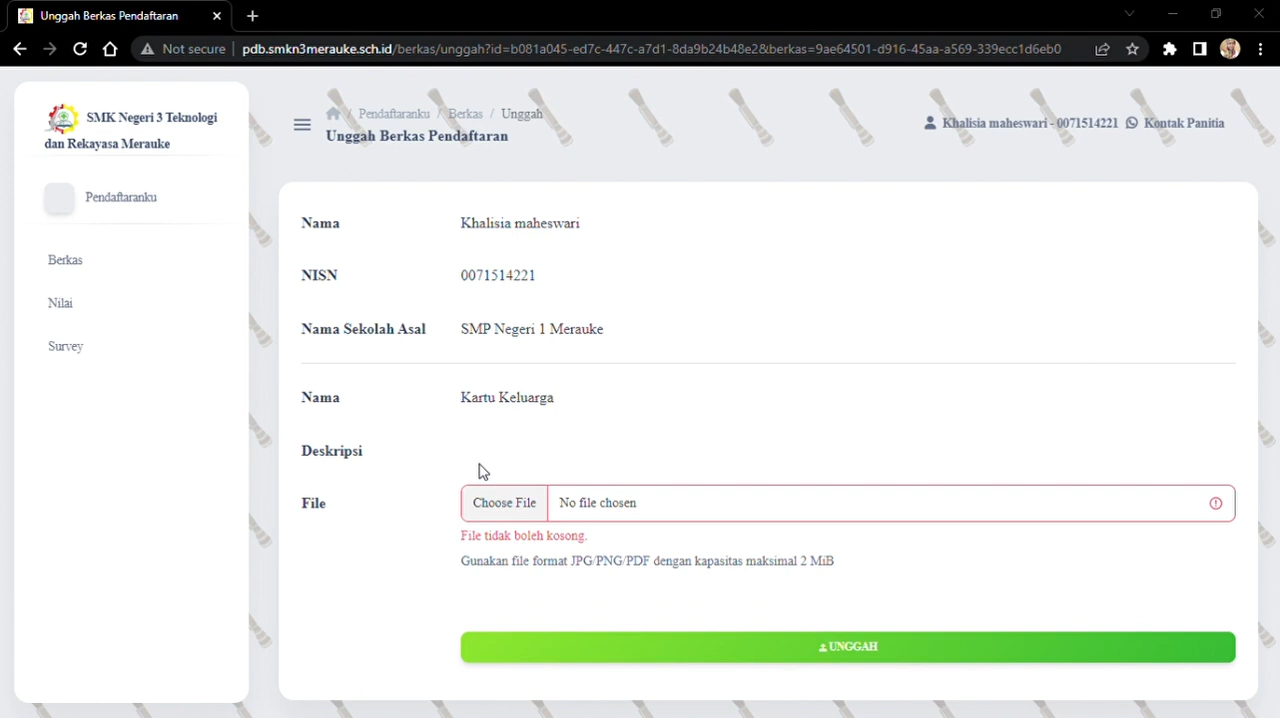 Unggah Berkas Pendaftaran
Not secure
pdb.smkn3merauke.sch.id/berkas/unggah?id=b081a045-ed7c-447c-a7d1-8da9b24b48e2&berkas=9ae64501-d916-45aa-a569-339ecc1d6eb0
SMK Negeri 3 Teknologi
dan Rekayasa Merauke
Pendaftaranku
Berkas
Nilai
Survey
/ Pendaftaranku / Berkas / Unggah
Unggah Berkas Pendaftaran
Khalisia maheswari - 0071514221 Kontak Panitia
Nama Khalisia maheswari
NISN 0071514221
Nama Sekolah Asal SMP Negeri 1 Merauke
Nama Kartu Keluarga
Deskripsi
File Choose File No file chosen
File tidak boleh kosong.
Gunakan file format JPG/PNG/PDF dengan kapasitas maksimal 2 MiB
UNGGAH